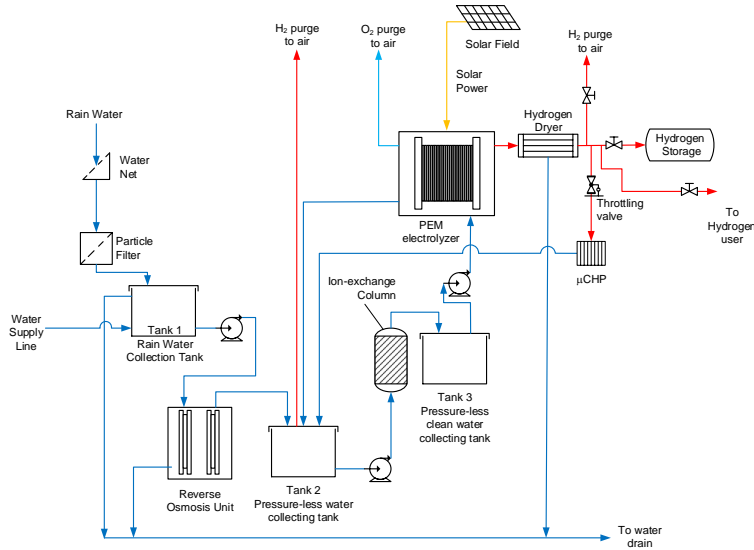 H₂ purge
to air
O₂ purge
to air
Solar Field
H₂ purge
to air
Solar
Power
Rain Water
Hydrogen
Dryer
Hydrogen
Storage
Water
Net
Throttling
valve
To
Hydrogen
user
PEM
electrolyzer
Particle
Filter
µCHP
Ion-exchange
Column
Water
Supply
Line
Tank 1
Rain Water
Collection Tank
Tank 3
Pressure-less
clean water
collecting tank
Reverse
Osmosis Unit
Tank 2
Pressure-less water
collecting tank
To water
drain